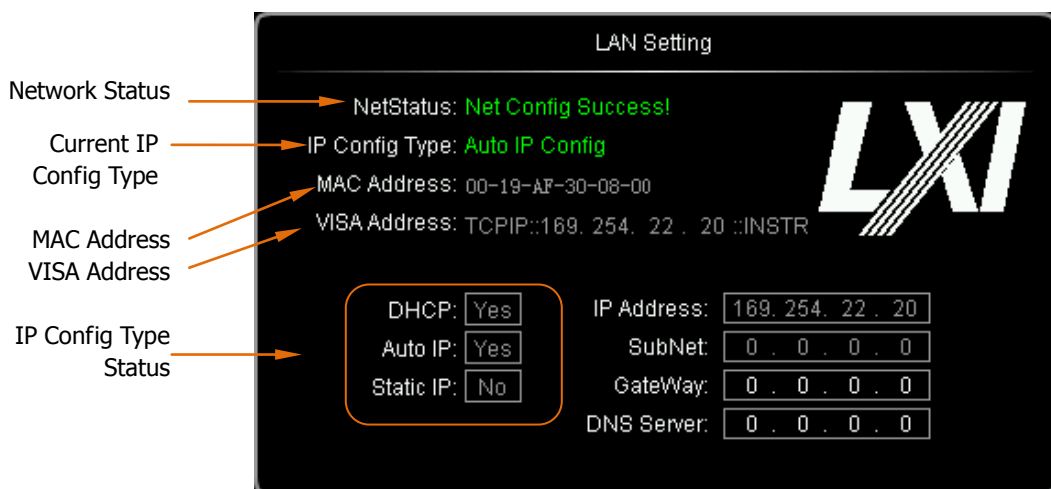 LAN Setting
Network Status
NetStatus: Net Config Success!
Current IP
Config Type
IP Config Type: Auto IP Config
MAC Address
MAC Address: 00-19-AF-30-08-00
VISA Address
VISA Address: TCPIP::169. 254. 22 . 20 ::INSTR
LXI
IP Config Type
Status
DHCP: Yes
Auto IP: Yes
Static IP: No
IP Address: 169. 254. 22 . 20
SubNet: 0 . 0 . 0 . 0
GateWay: 0 . 0 . 0 . 0
DNS Server: 0 . 0 . 0 . 0